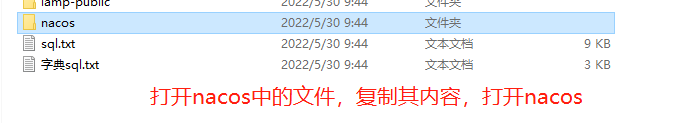 lamp-public 2022/5/30 9:44 文件夹
nacos 2022/5/30 9:44 文件夹
sql.txt 2022/5/30 9:44 文本文档 9 KB
字典sql.txt 2022/5/30 9:44 文本文档 3 KB
打开nacos中的文件，复制其内容，打开nacos